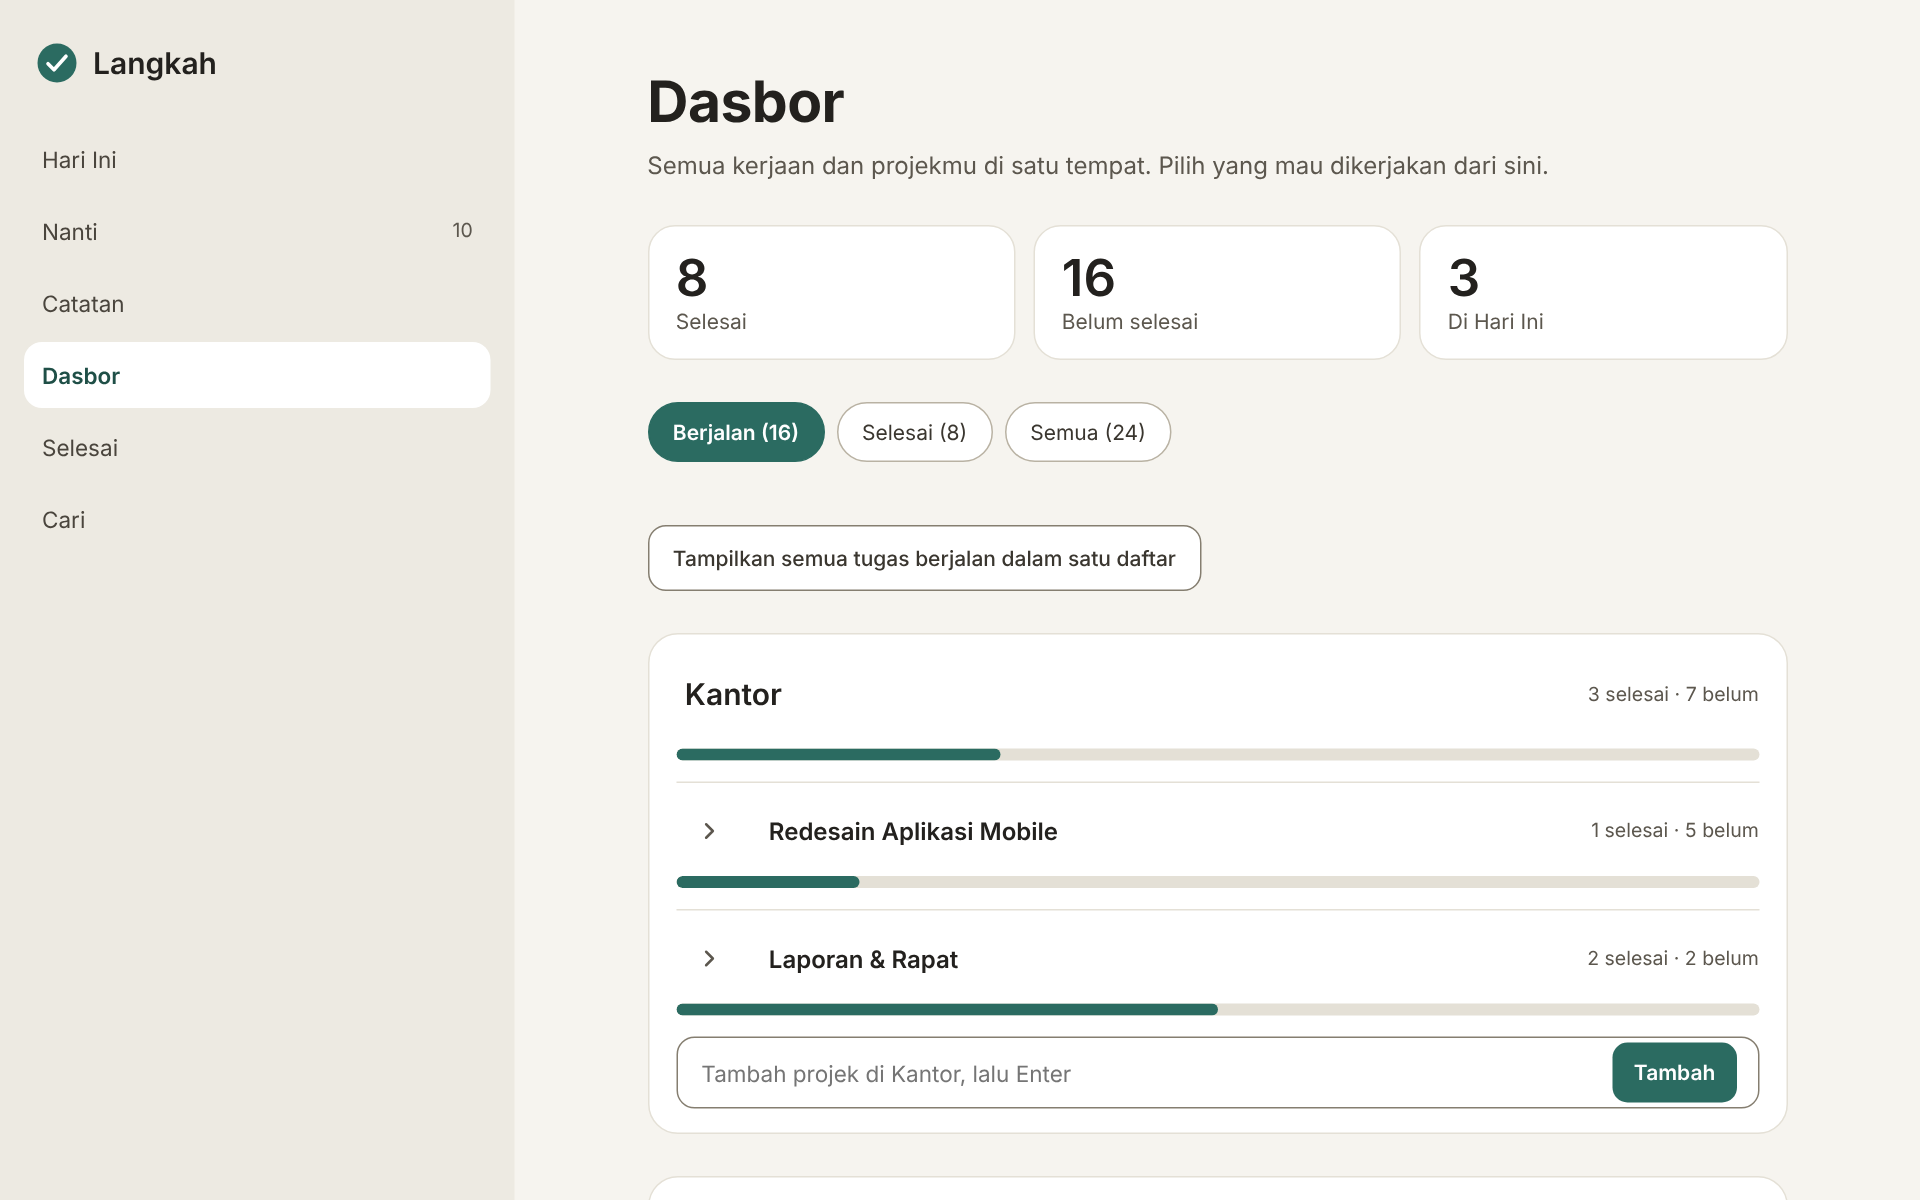 Langkah
Hari Ini
Nanti 10
Catatan
Dasbor
Selesai
Cari
Dasbor
Semua kerjaan dan projekmu di satu tempat. Pilih yang mau dikerjakan dari sini.
8
Selesai
16
Belum selesai
3
Di Hari Ini
Berjalan (16) Selesai (8) Semua (24)
Tampilkan semua tugas berjalan dalam satu daftar
Kantor 3 selesai · 7 belum
Redesain Aplikasi Mobile 1 selesai · 5 belum
Laporan & Rapat 2 selesai · 2 belum
Tambah projek di Kantor, lalu Enter Tambah